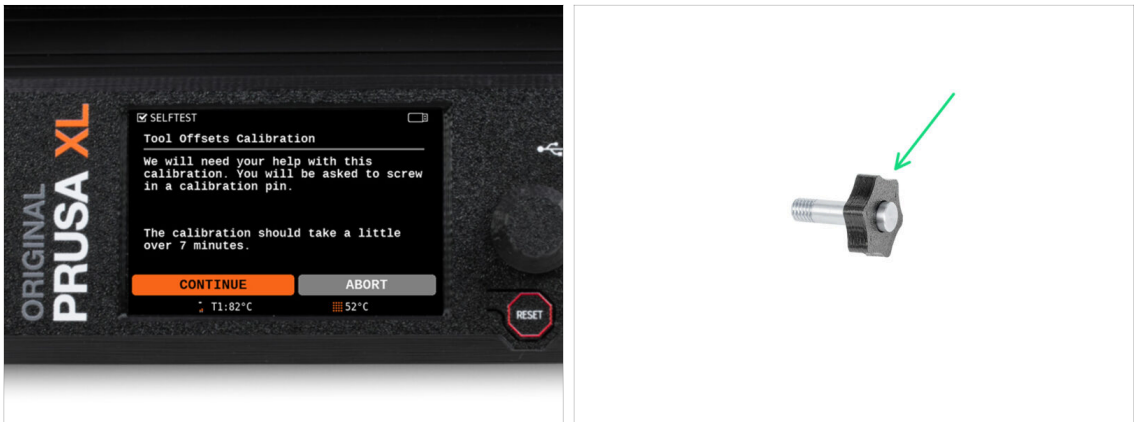 ORIGINAL
PRUSA XL
SELFTEST
Tool Offsets Calibration
We will need your help with this
calibration. You will be asked to screw
in a calibration pin.
The calibration should take a little
over 7 minutes.
CONTINUE
ABORT
T1:82°C
52°C
RESET